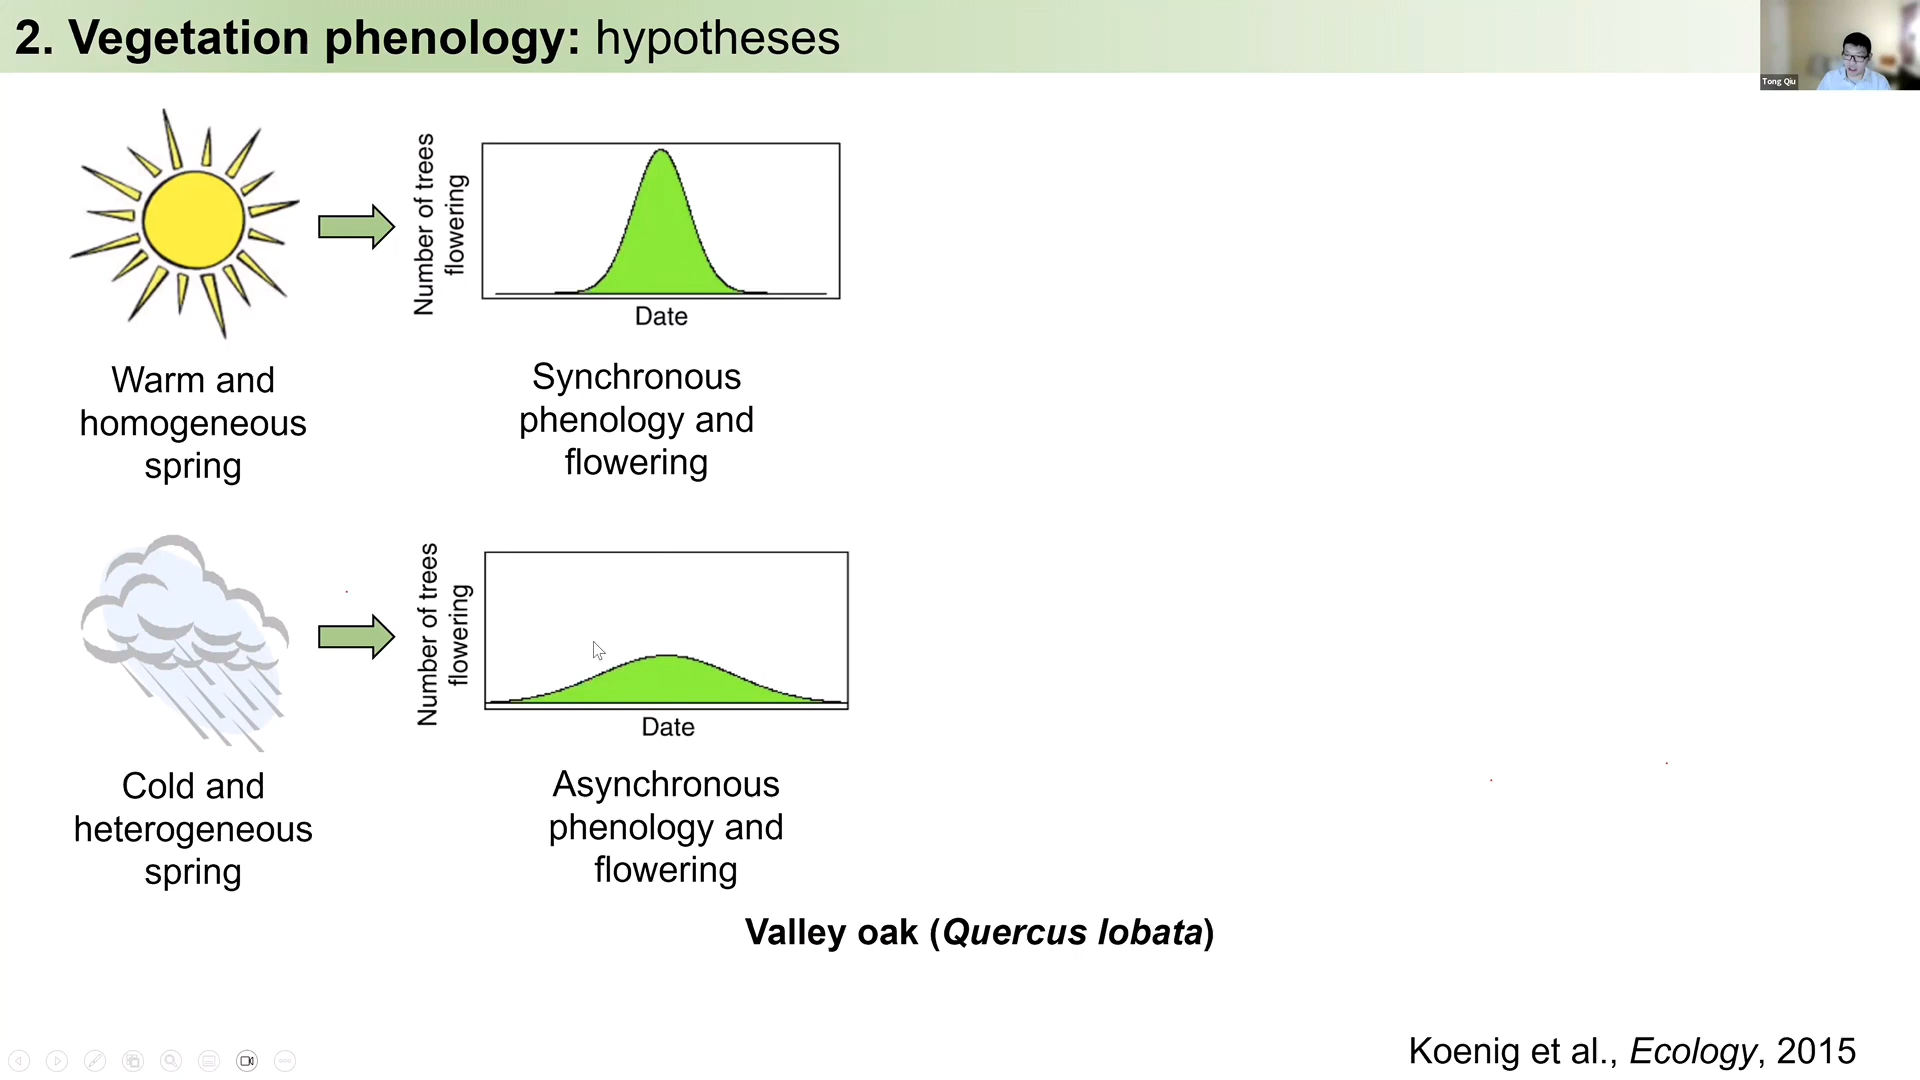 2. Vegetation phenology: hypotheses
Tong Qiu
Number of trees
flowering
Date
Warm and
homogeneous
spring
Synchronous
phenology and
flowering
Number of trees
flowering
Date
Cold and
heterogeneous
spring
Asynchronous
phenology and
flowering
Valley oak (Quercus lobata)
Koenig et al., Ecology, 2015